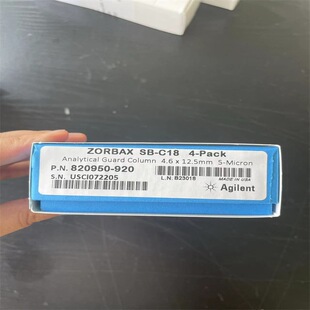 ZORBAX SB-C18 4-Pack
Analytical Guard Column 4.6 x 12.5mm 5-Micron
P.N. 820950-920
MADE IN USA
S.N. USCI072205
L.N. B23018
Agilent